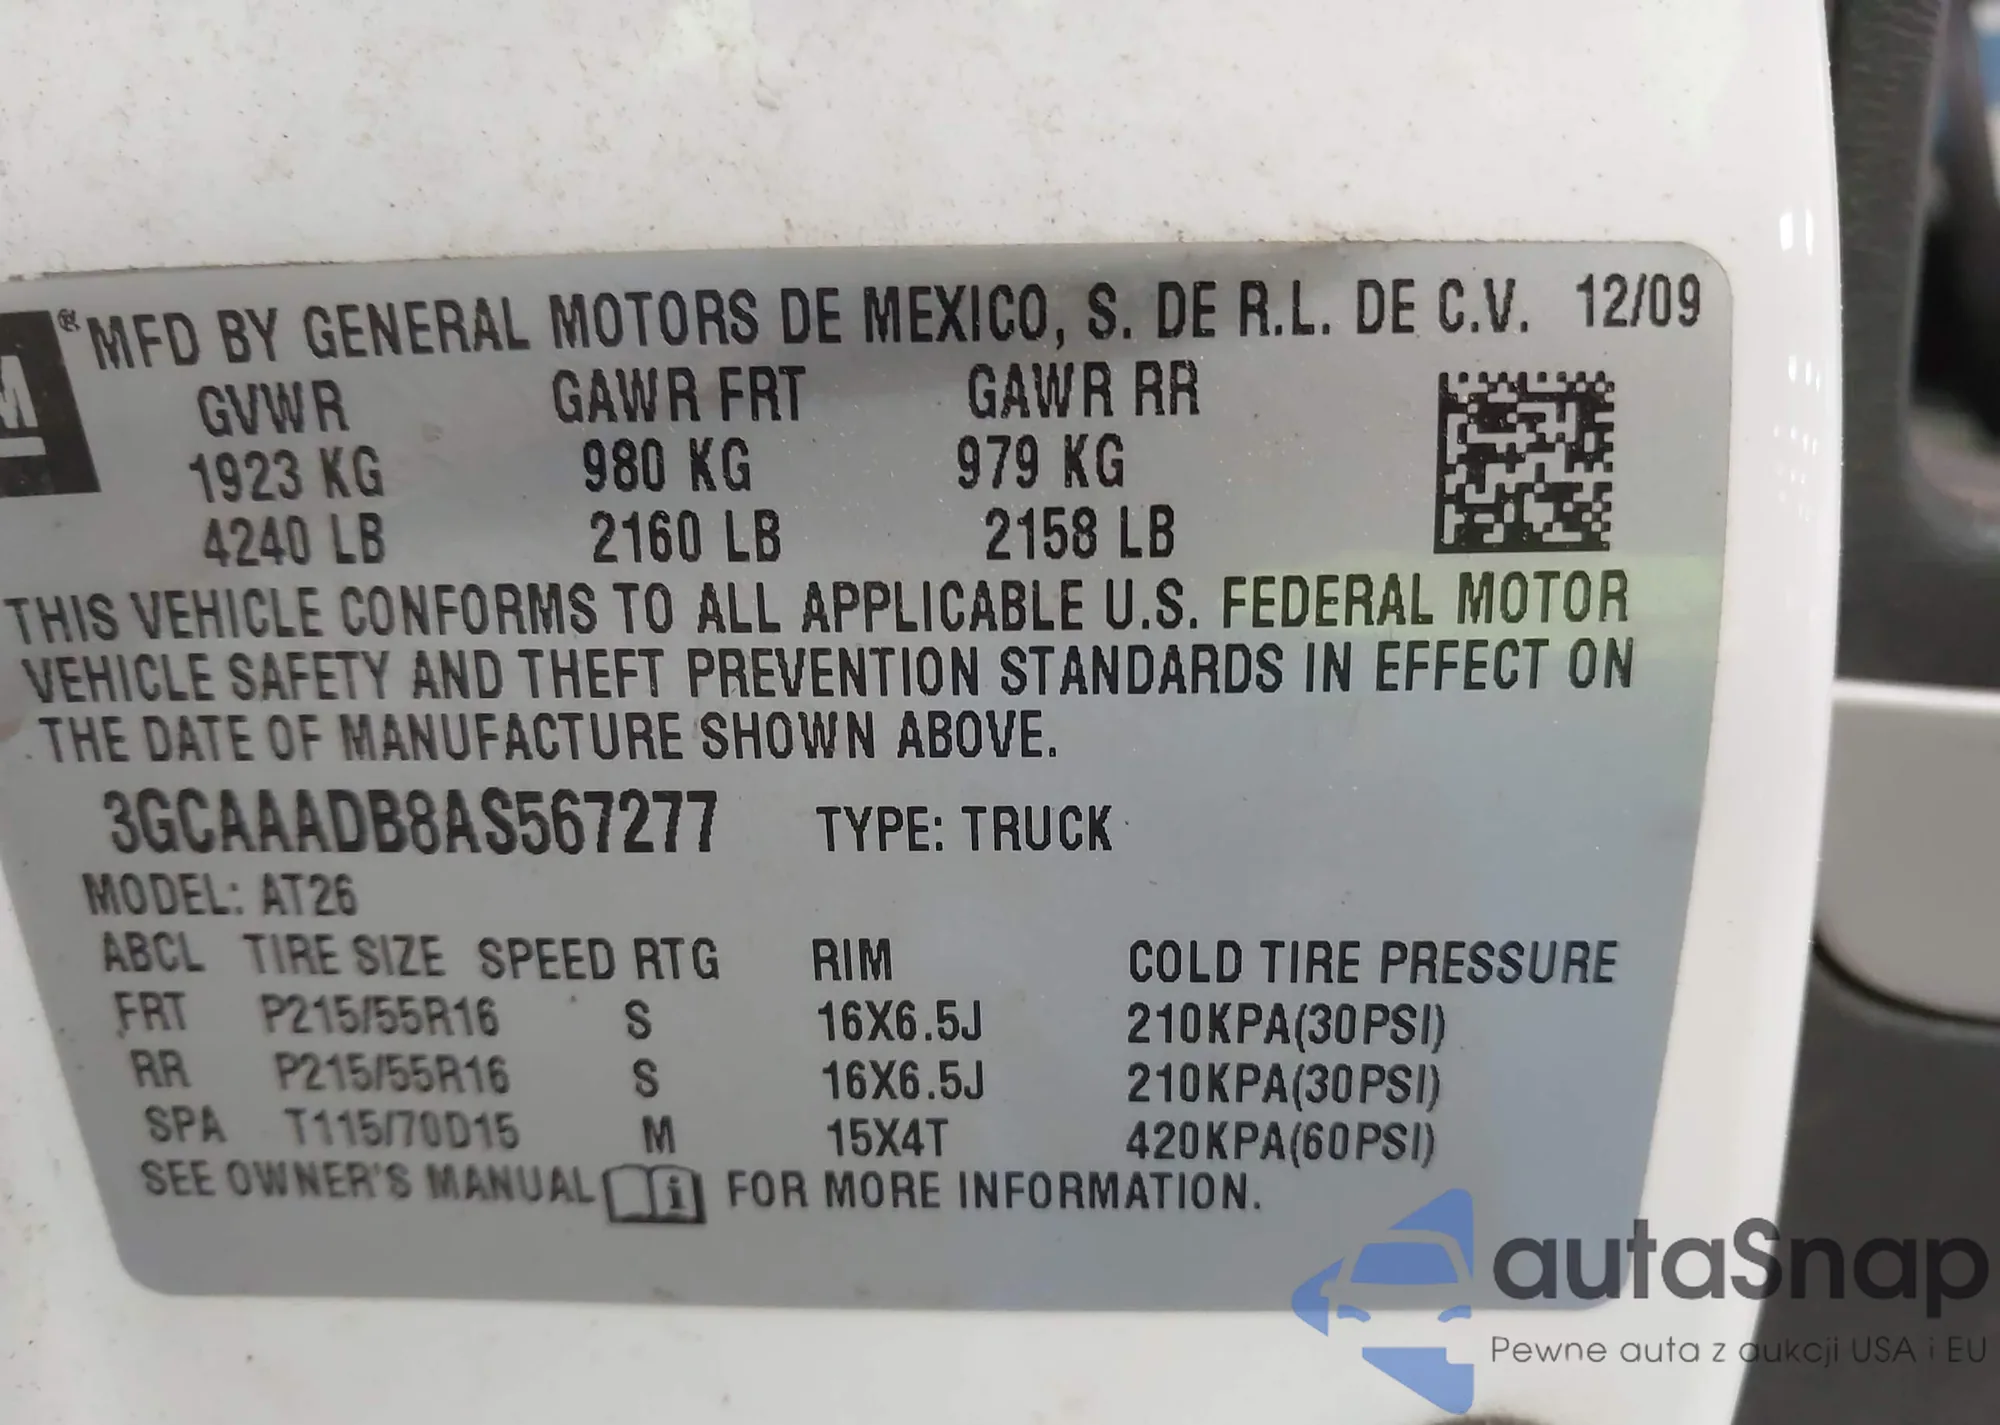 M
® MFD BY GENERAL MOTORS DE MEXICO, S. DE R.L. DE C.V. 12/09
GVWR GAWR FRT GAWR RR
1923 KG 980 KG 979 KG
4240 LB 2160 LB 2158 LB
THIS VEHICLE CONFORMS TO ALL APPLICABLE U.S. FEDERAL MOTOR
VEHICLE SAFETY AND THEFT PREVENTION STANDARDS IN EFFECT ON
THE DATE OF MANUFACTURE SHOWN ABOVE.
3GCAAADB8AS567277 TYPE: TRUCK
MODEL: AT26
ABCL TIRE SIZE SPEED RTG RIM COLD TIRE PRESSURE
FRT P215/55R16 S 16X6.5J 210KPA(30PSI)
RR P215/55R16 S 16X6.5J 210KPA(30PSI)
SPA T115/70D15 M 15X4T 420KPA(60PSI)
SEE OWNER'S MANUAL i FOR MORE INFORMATION.
autaSnap
Pewne auta z aukcji USA i EU